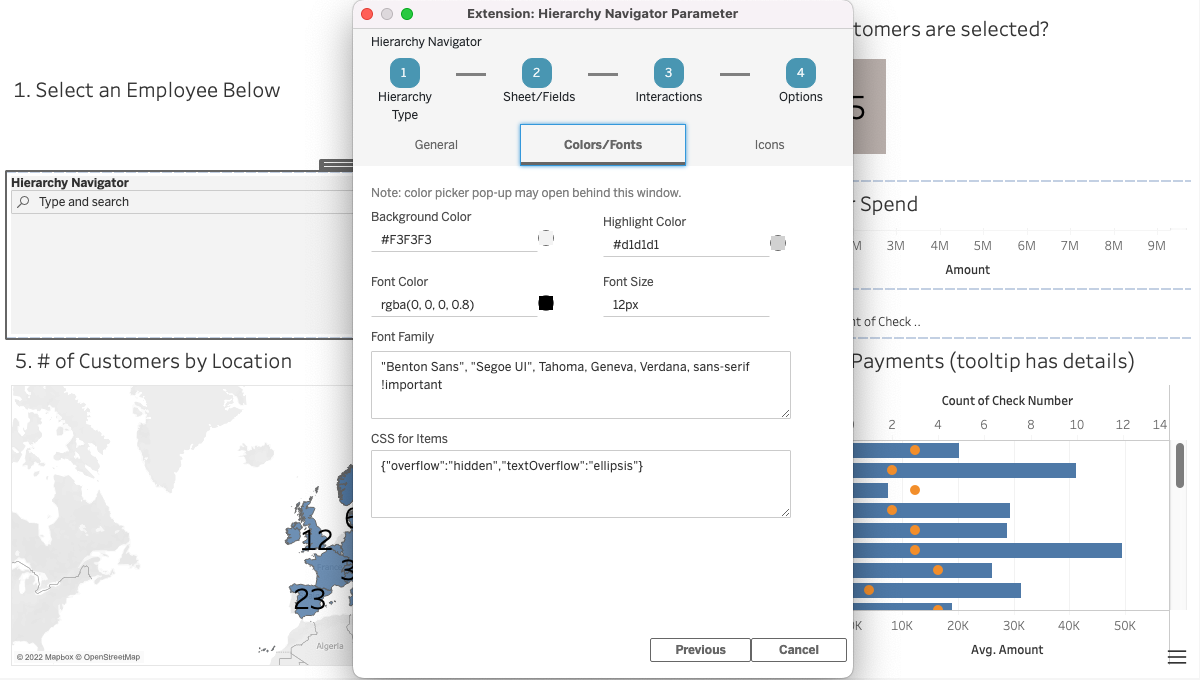 Extension: Hierarchy Navigator Parameter
Hierarchy Navigator
1
2
3
4
Hierarchy
Type
Sheet/Fields
Interactions
Options
General
Colors/Fonts
Icons
Note: color picker pop-up may open behind this window.
Background Color
#F3F3F3
Highlight Color
#d1d1d1
Font Color
rgba(0, 0, 0, 0.8)
Font Size
12px
Font Family
"Benton Sans", "Segoe UI", Tahoma, Geneva, Verdana, sans-serif
!important
CSS for Items
{"overflow":"hidden","textOverflow":"ellipsis"}
Previous
Cancel
1. Select an Employee Below
Hierarchy Navigator
Type and search
5. # of Customers by Location
12
23
Algeria
© 2022 Mapbox © OpenStreetMap
tomers are selected?
5
Spend
M 3M 4M 5M 6M 7M 8M 9M
Amount
nt of Check ..
Payments (tooltip has details)
Count of Check Number
2 4 6 8 10 12 14
K 10K 20K 30K 40K 50K
Avg. Amount